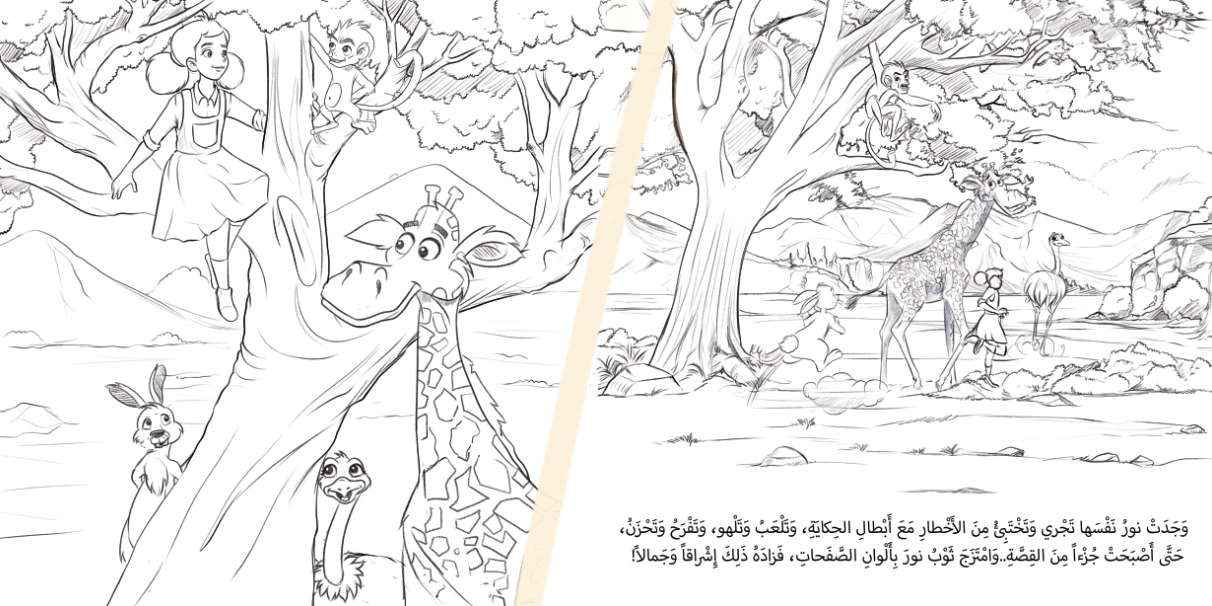 وَجَدَتْ نورُ نَفْسَها تَجْري وَتَخْتَبِئُ مِنَ الأَخْطارِ مَعَ أَبْطالِ الحِكايَةِ، وَتَلْعَبُ وَتَلْهو، وَتَفْرَحُ وَتَحْزَنُ،
حَتَّى أَصْبَحَتْ جُزْءاً مِنَ القِصَّةِ..وَامْتَزَجَ ثَوْبُ نورَ بِأَلْوانِ الصَّفَحاتِ، فَزادَهُ ذَلِكَ إِشْراقاً وَجَمالاً!